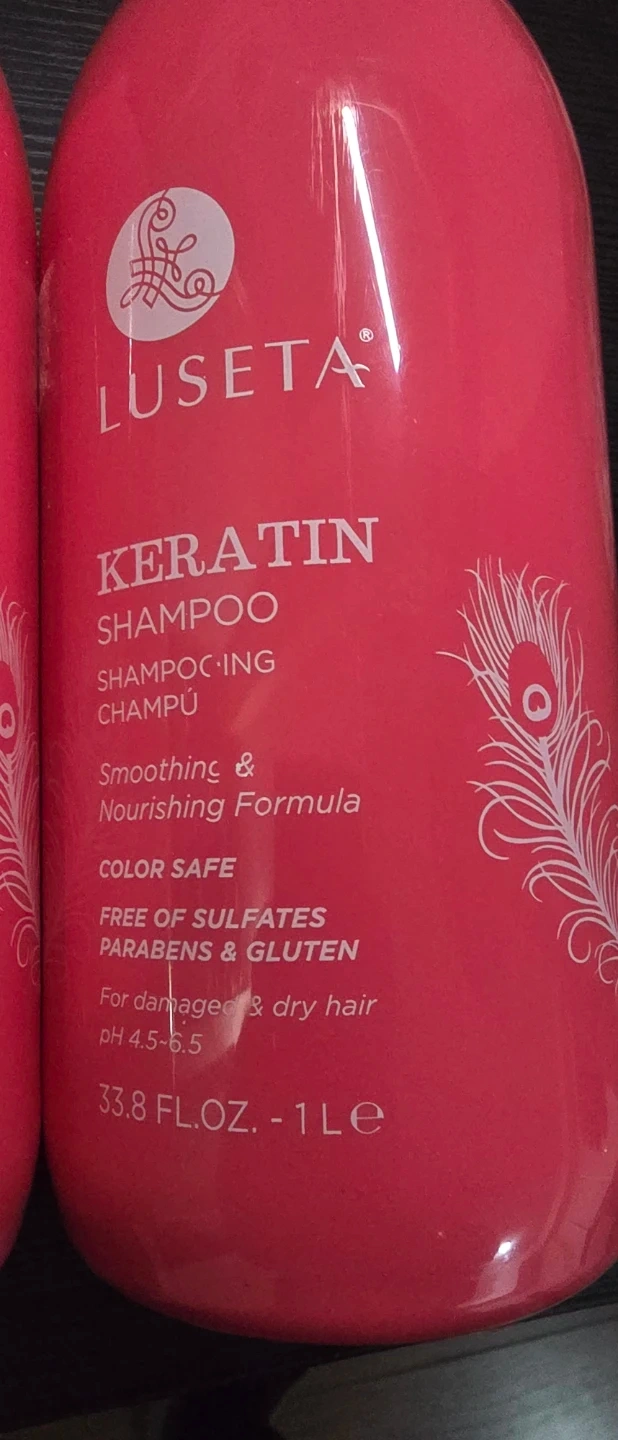 LUSETA®
KERATIN
SHAMPOO
SHAMPOOING
CHAMPÚ
Smoothing &
Nourishing Formula
COLOR SAFE
FREE OF SULFATES
PARABENS & GLUTEN
For damaged & dry hair
pH 4.5~6.5
33.8 FL.OZ. - 1 L ℮